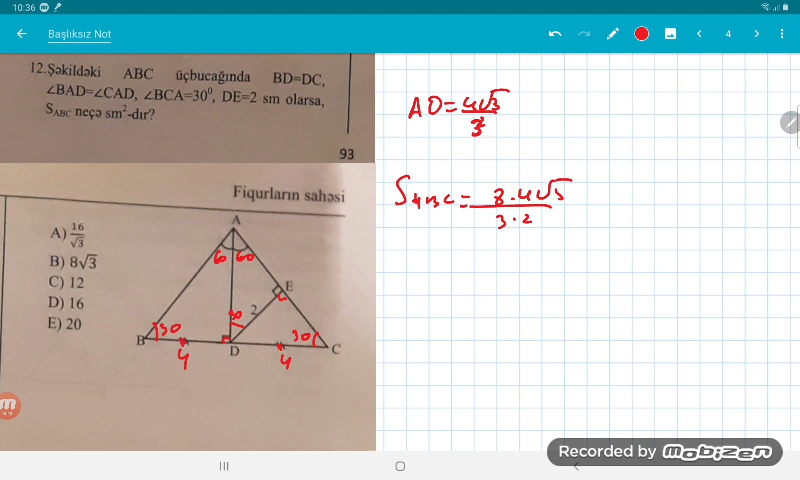 10:36
Başlıksız Not
4
12.Şəkildəki ABC üçbucağında BD=DC,
∠BAD=∠CAD, ∠BCA=30⁰, DE=2 sm olarsa,
S_ABC neçə sm²-dır?
93
Fiqurların sahəsi
A) 16/√3
B) 8√3
C) 12
D) 16
E) 20
A
60 60
E
2
30
30
30
B
D
C
4
4
AD=4√3/3
S_ABC=8·4√3/3·2
Recorded by mobizen